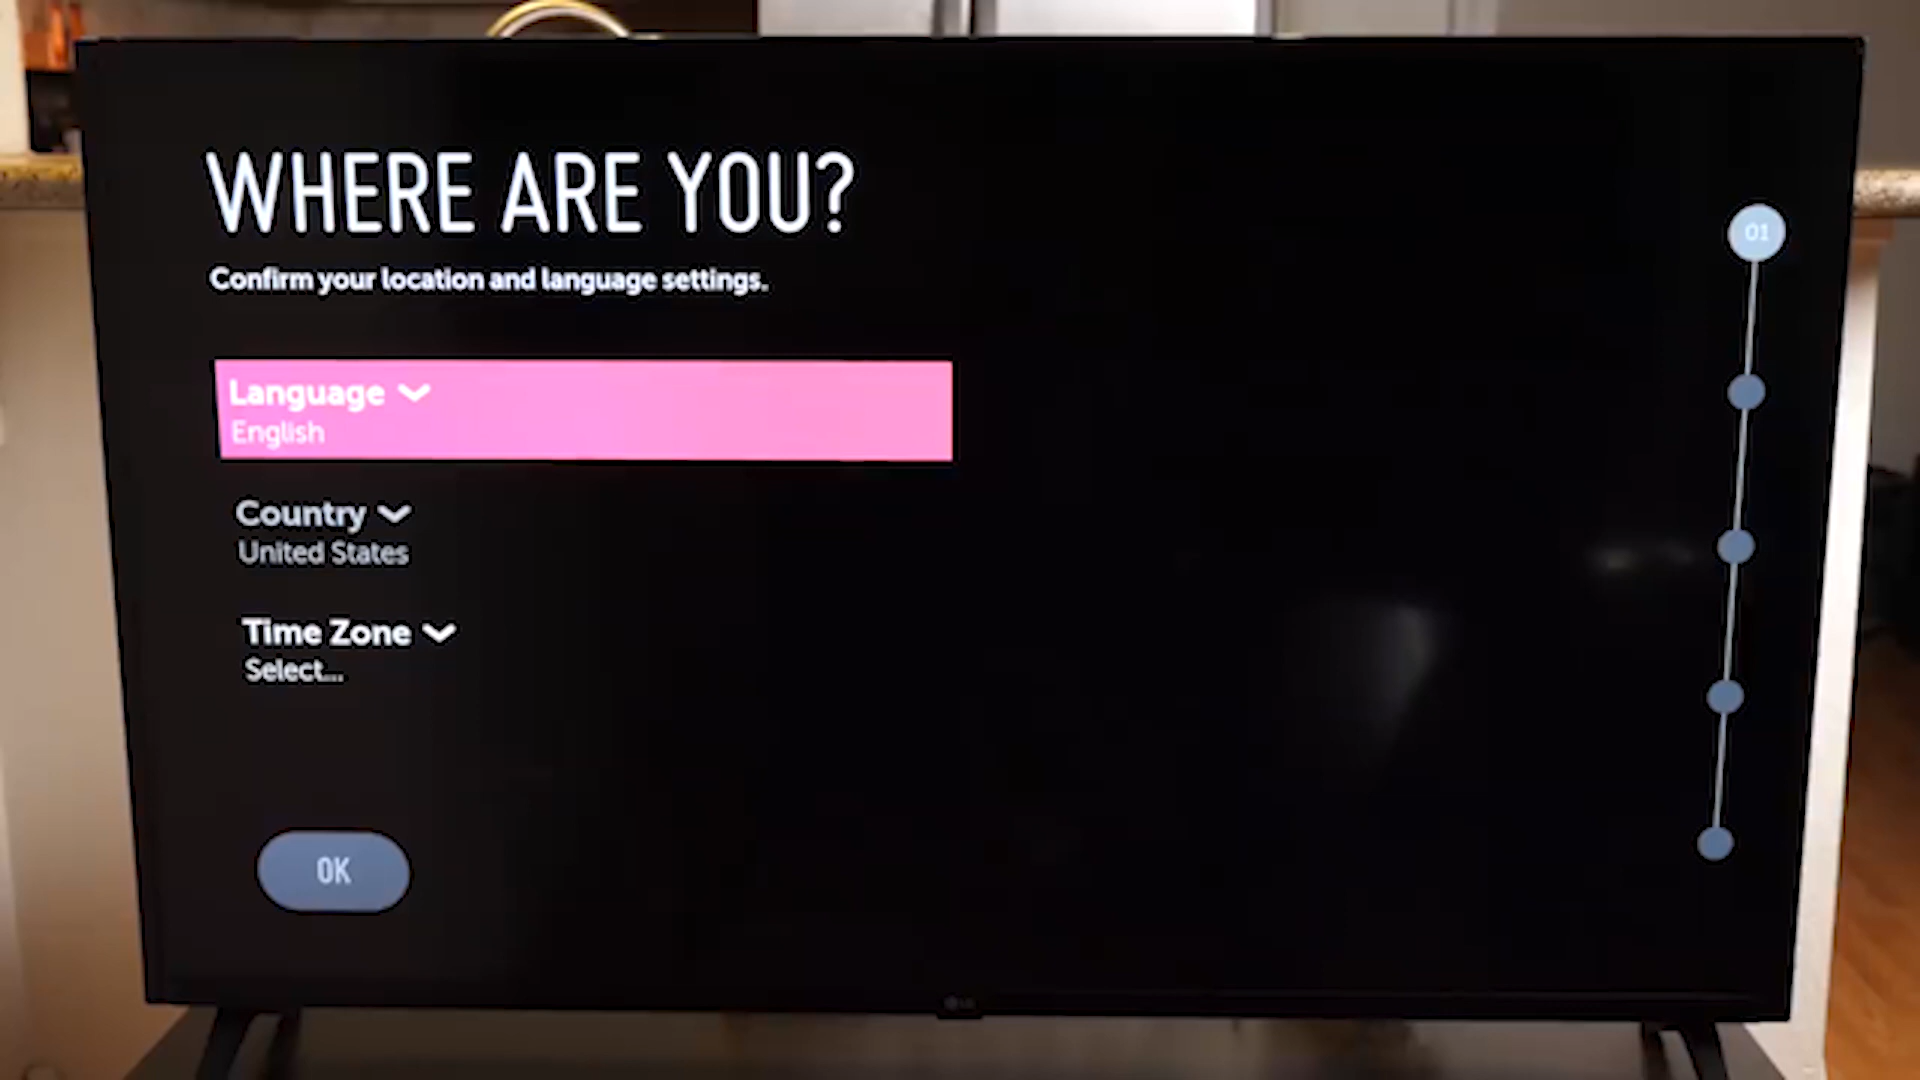 WHERE ARE YOU?
Confirm your location and language settings.
01
Language
English
Country
United States
Time Zone
Select...
OK
LG